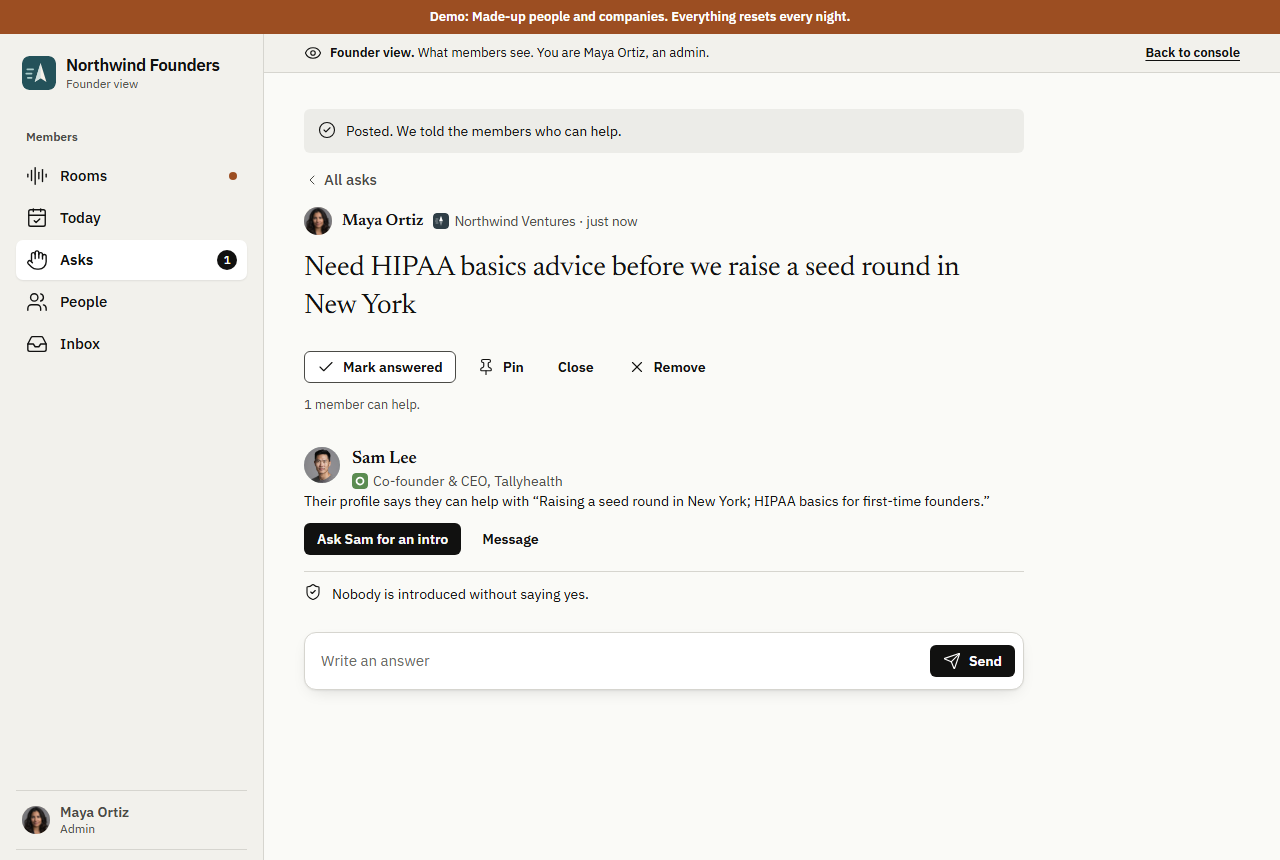 Demo: Made-up people and companies. Everything resets every night.
Northwind Founders
Founder view
Founder view. What members see. You are Maya Ortiz, an admin.
Back to console
Members
Rooms
Today
Asks 1
People
Inbox
Maya Ortiz
Admin
Posted. We told the members who can help.
All asks
Maya Ortiz Northwind Ventures · just now
Need HIPAA basics advice before we raise a seed round in
New York
Mark answered Pin Close Remove
1 member can help.
Sam Lee
Co-founder & CEO, Tallyhealth
Their profile says they can help with “Raising a seed round in New York; HIPAA basics for first-time founders.”
Ask Sam for an intro Message
Nobody is introduced without saying yes.
Write an answer Send